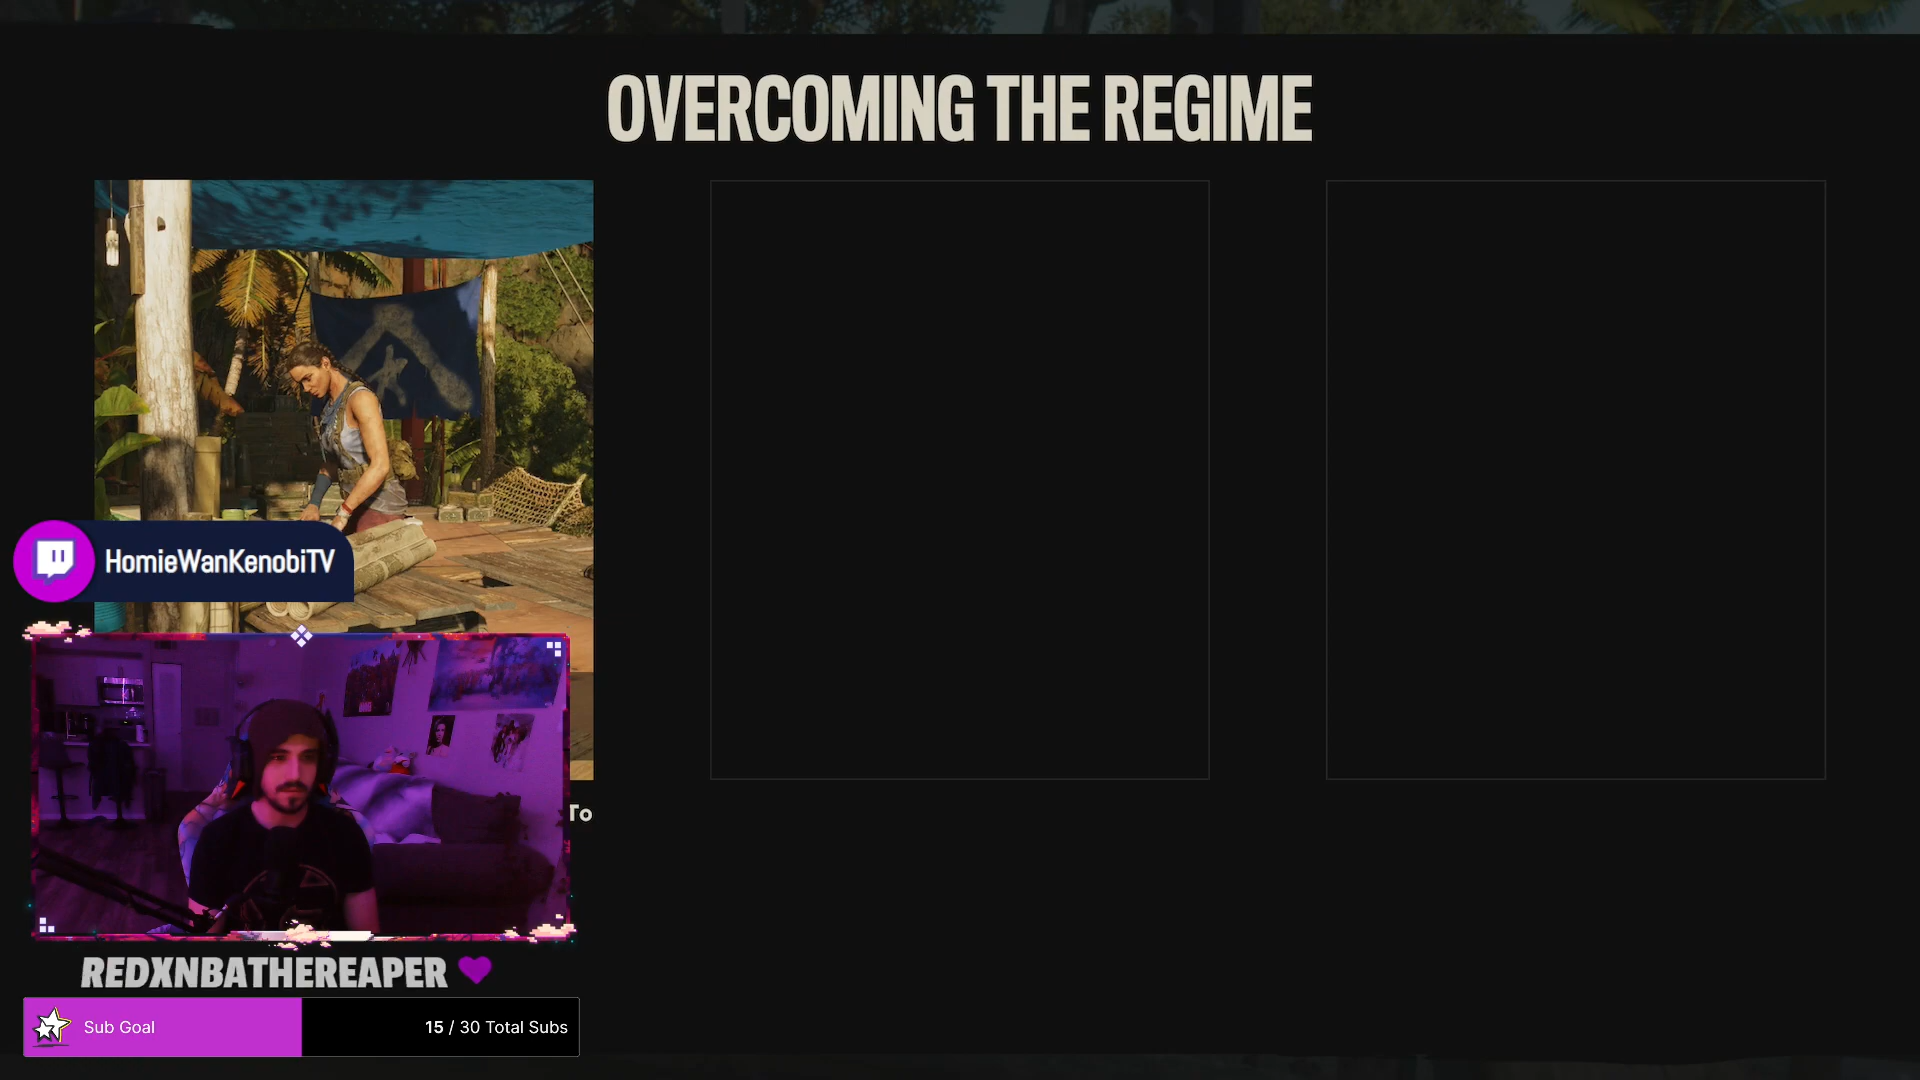 OVERCOMING THE REGIME
HomieWanKenobiTV
To
REDXNBATHEREAPER
Sub Goal
15 / 30 Total Subs